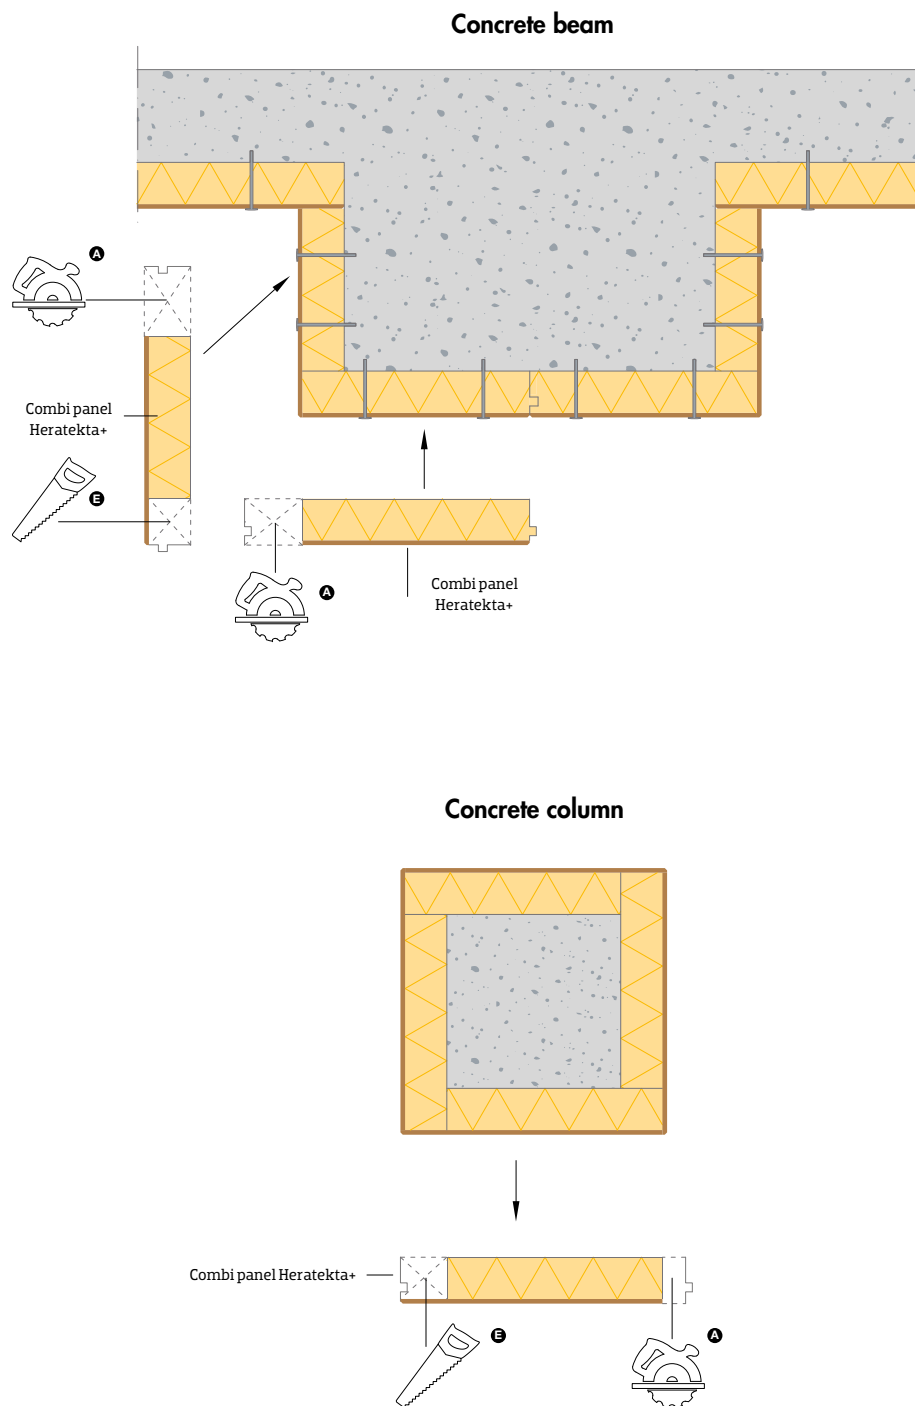 Concrete beam
A
Combi panel
Heratekta+
E
A
Combi panel
Heratekta+
Concrete column
Combi panel Heratekta+
E
A